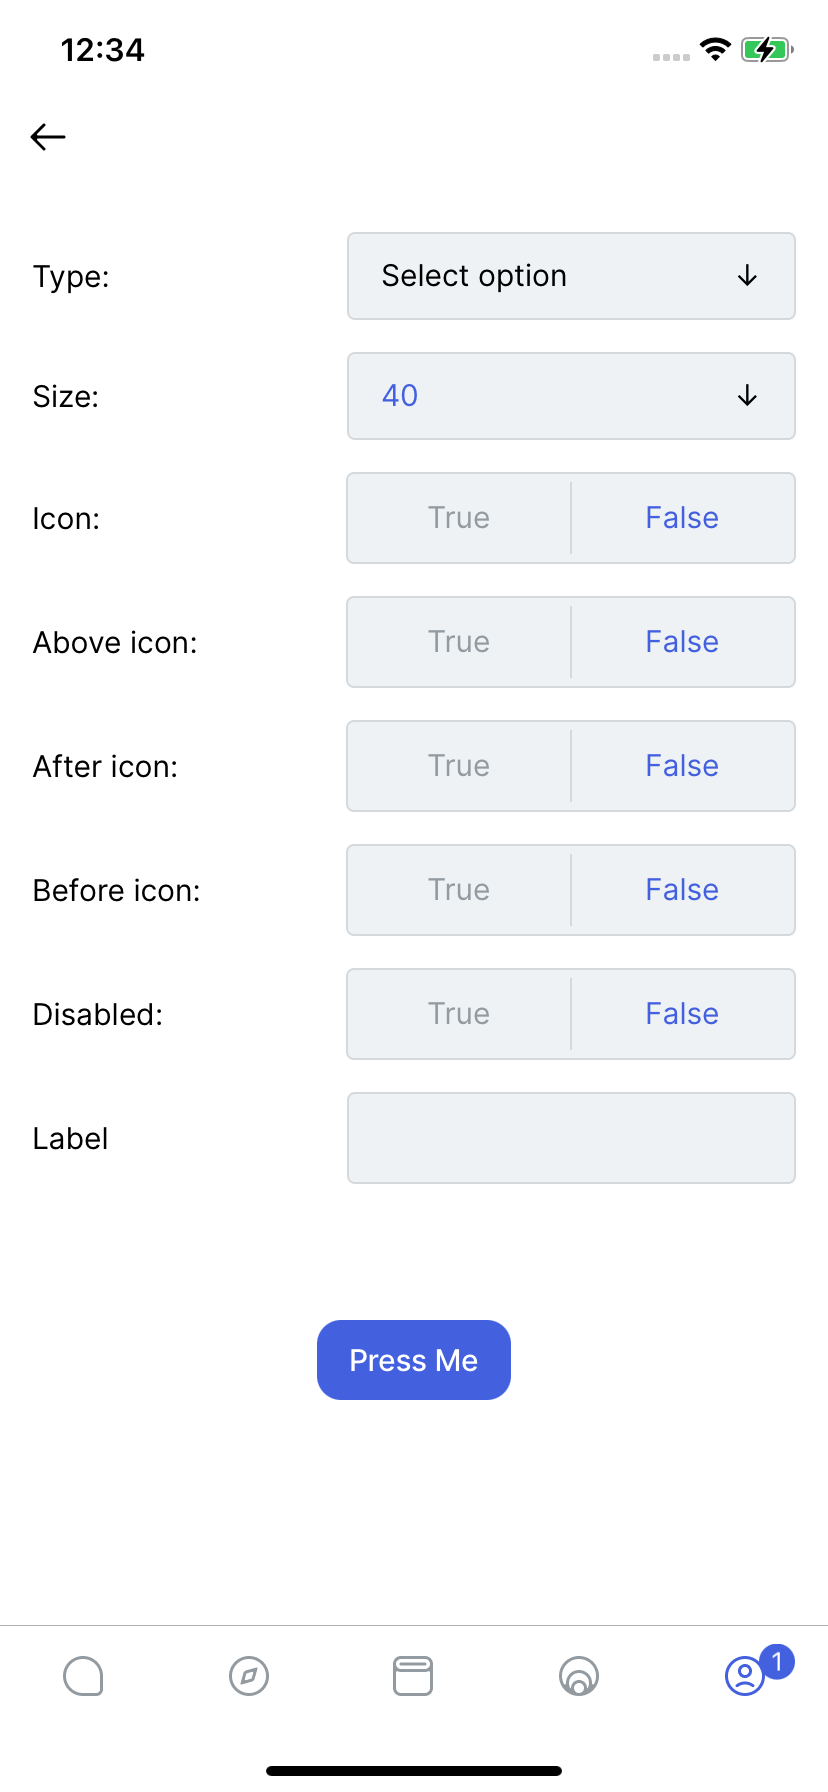 12:34
Type: Select option
Size: 40
Icon: True False
Above icon: True False
After icon: True False
Before icon: True False
Disabled: True False
Label
Press Me
1